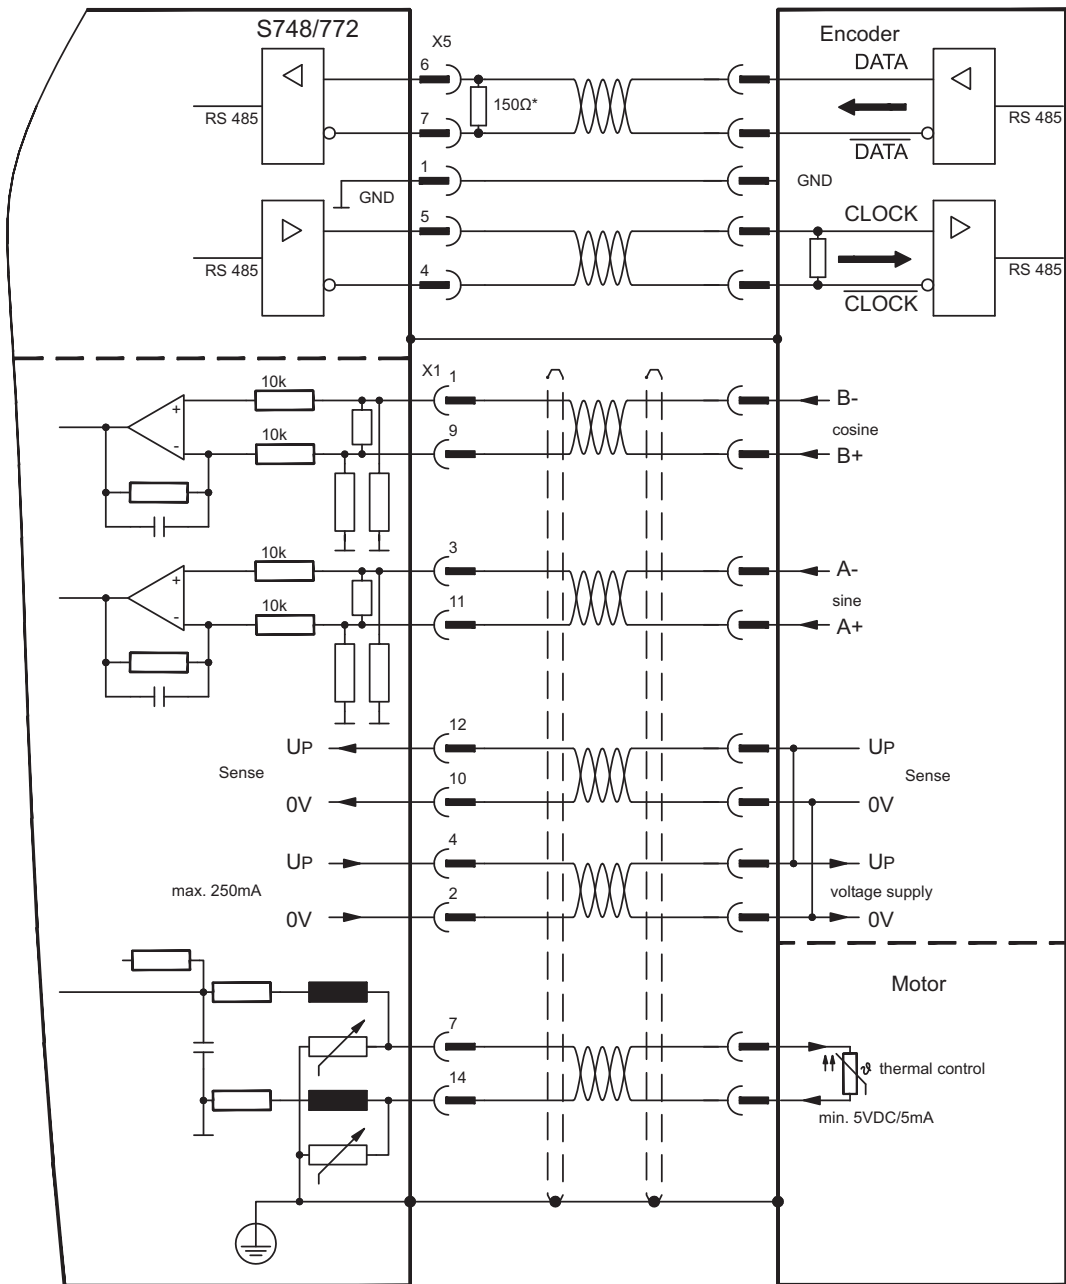 S748/772
X5
Encoder
6
DATA
150Ω*
RS 485
RS 485
7
DATA
1
GND
GND
5
CLOCK
RS 485
RS 485
4
CLOCK
X1
1
10k
B-
cosine
9
10k
B+
+
-
3
10k
A-
sine
11
10k
A+
+
-
12
UP
UP
Sense
Sense
10
0V
0V
4
UP
UP
max. 250mA
voltage supply
2
0V
0V
Motor
7
ϑ thermal control
14
min. 5VDC/5mA